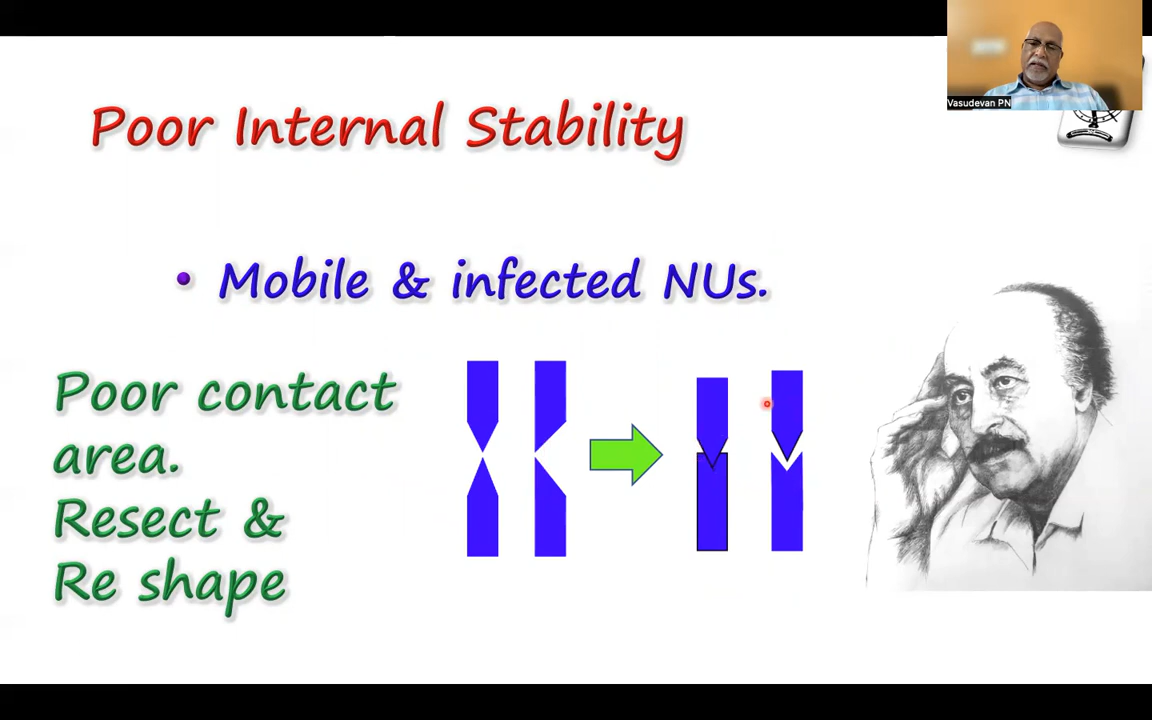 Vasudevan PN
Poor Internal Stability
• Mobile & infected NUs.
Poor contact
area.
Resect &
Re shape